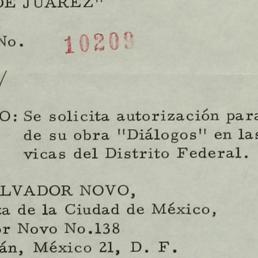 DE JUAREZ"
No. 10209
/
O: Se solicita autorización para
de su obra "Diálogos" en las
vicas del Distrito Federal.
LVADOR NOVO,
ta de la Ciudad de México,
or Novo No.138
án, México 21, D. F.